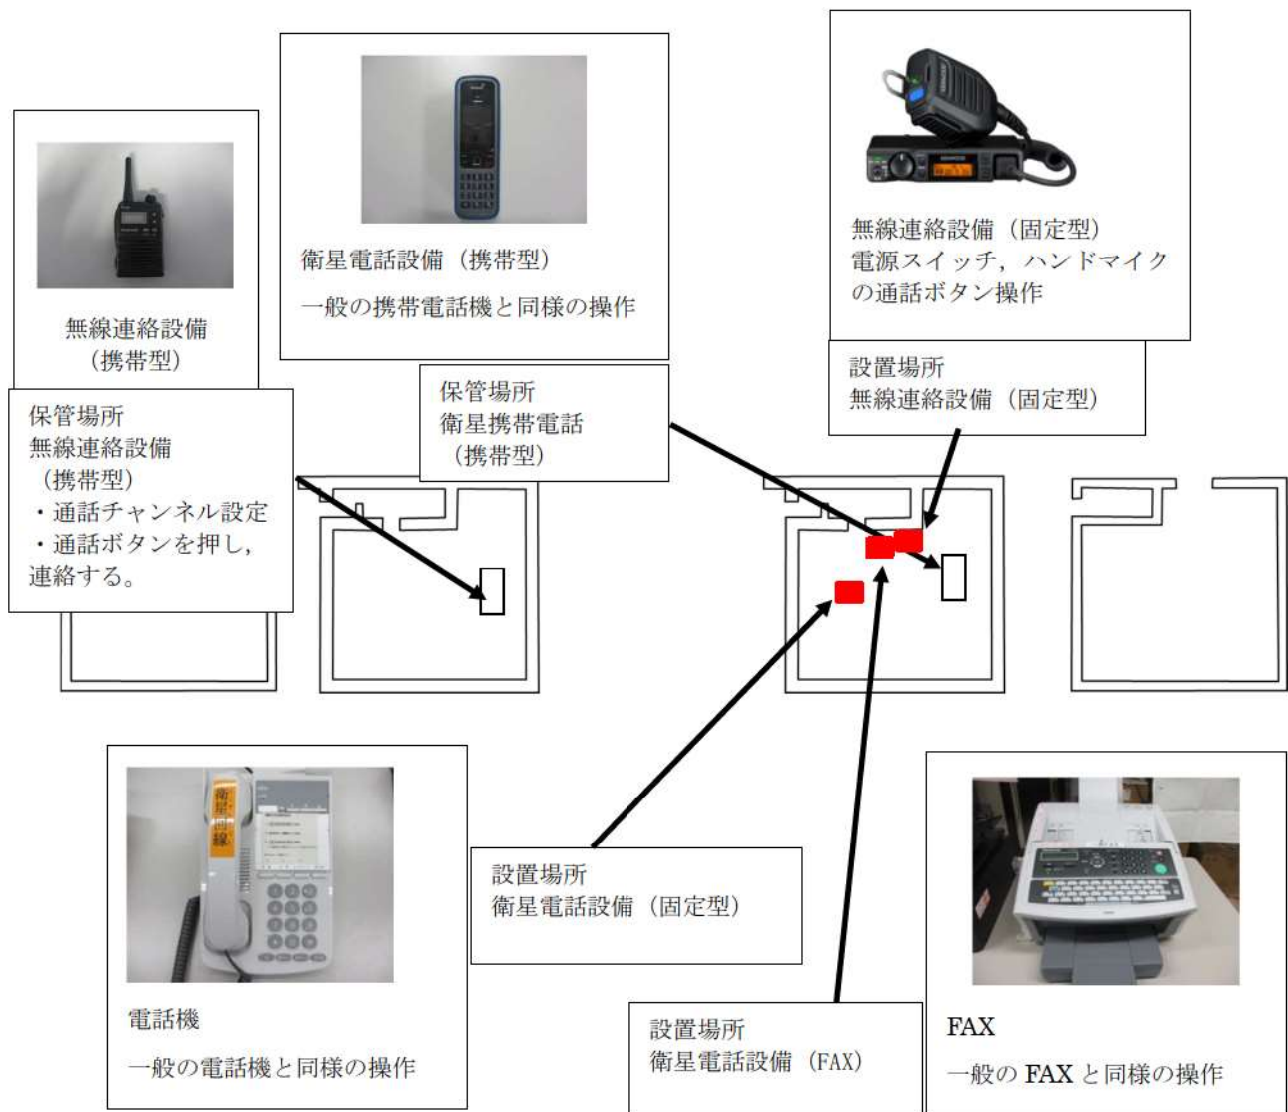 無線連絡設備
（携帯型）
保管場所
無線連絡設備
（携帯型）
・通話チャンネル設定
・通話ボタンを押し，
連絡する。
衛星電話設備（携帯型）
一般の携帯電話機と同様の操作
保管場所
衛星携帯電話
（携帯型）
KENWOOD
無線連絡設備（固定型）
電源スイッチ，ハンドマイク
の通話ボタン操作
設置場所
無線連絡設備（固定型）
衛星回線
電話機
一般の電話機と同様の操作
設置場所
衛星電話設備（固定型）
設置場所
衛星電話設備（FAX）
FAX
一般の FAX と同様の操作